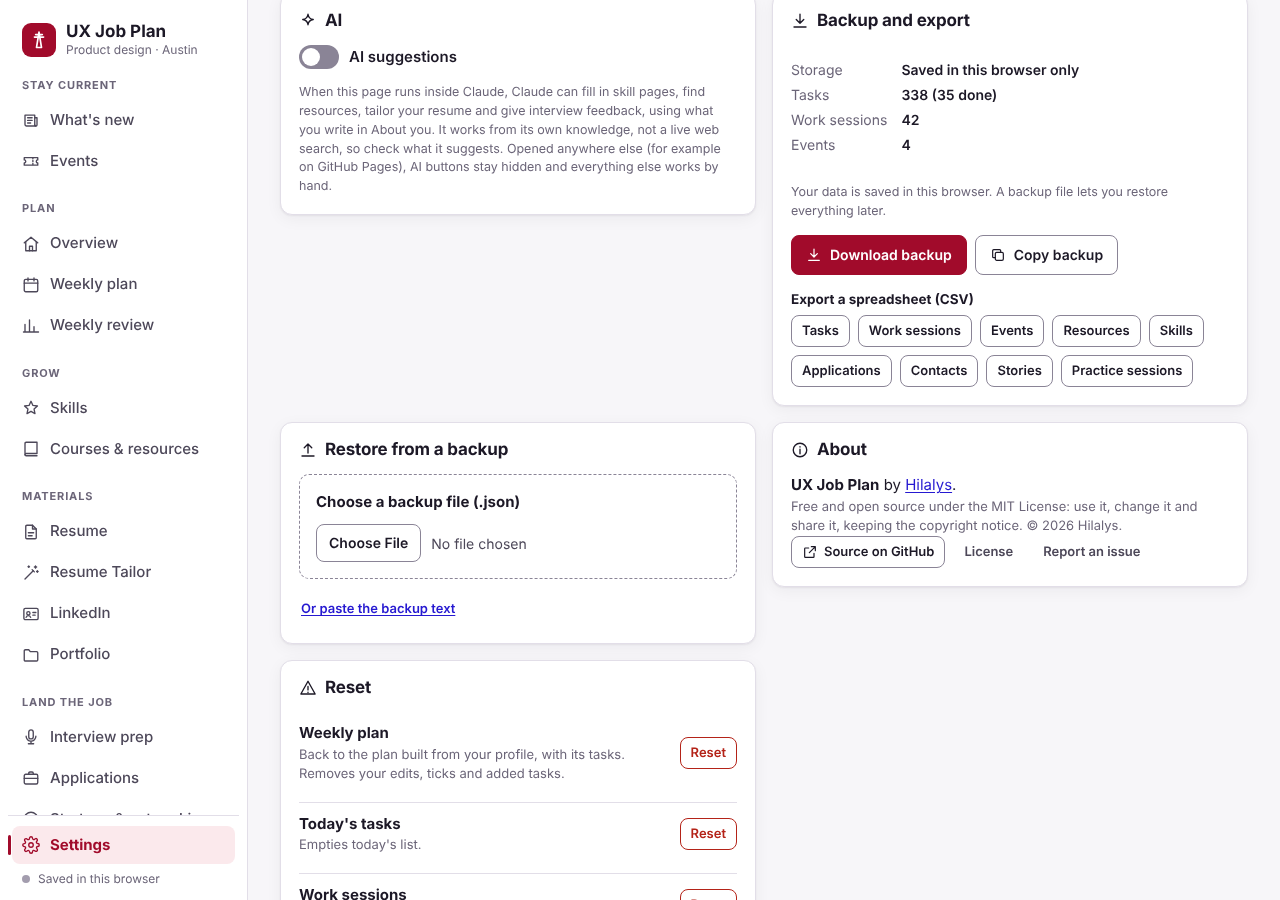 UX Job Plan
Product design · Austin
STAY CURRENT
What's new
Events
PLAN
Overview
Weekly plan
Weekly review
GROW
Skills
Courses & resources
MATERIALS
Resume
Resume Tailor
LinkedIn
Portfolio
LAND THE JOB
Interview prep
Applications
Settings
Saved in this browser
AI
AI suggestions
When this page runs inside Claude, Claude can fill in skill pages, find
resources, tailor your resume and give interview feedback, using what
you write in About you. It works from its own knowledge, not a live web
search, so check what it suggests. Opened anywhere else (for example
on GitHub Pages), AI buttons stay hidden and everything else works by
hand.
Backup and export
Storage Saved in this browser only
Tasks 338 (35 done)
Work sessions 42
Events 4
Your data is saved in this browser. A backup file lets you restore
everything later.
Download backup Copy backup
Export a spreadsheet (CSV)
Tasks Work sessions Events Resources Skills
Applications Contacts Stories Practice sessions
Restore from a backup
Choose a backup file (.json)
Choose File No file chosen
Or paste the backup text
About
UX Job Plan by Hilalys.
Free and open source under the MIT License: use it, change it and
share it, keeping the copyright notice. © 2026 Hilalys.
Source on GitHub License Report an issue
Reset
Weekly plan
Back to the plan built from your profile, with its tasks.
Removes your edits, ticks and added tasks.
Reset
Today's tasks
Empties today's list.
Reset
Work sessions